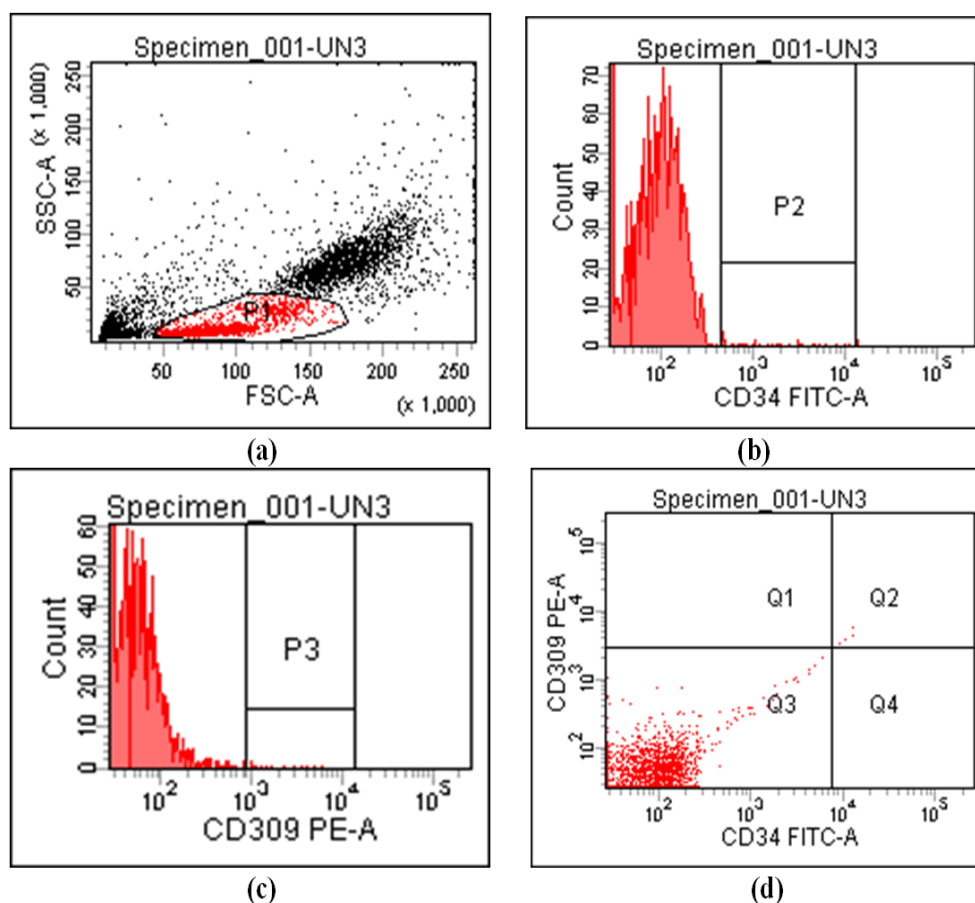 Specimen_001-UN3
SSC-A
(x 1,000)
50 100 150 200 250
P1
50 100 150 200 250
FSC-A
(x 1,000)
(a)
Specimen_001-UN3
Count
0 10 20 30 40 50 60 70
P2
10² 10³ 10⁴ 10⁵
CD34 FITC-A
(b)
Specimen_001-UN3
Count
0 10 20 30 40 50 60
P3
10² 10³ 10⁴ 10⁵
CD309 PE-A
(c)
Specimen_001-UN3
CD309 PE-A
10² 10³ 10⁴ 10⁵
Q1 Q2
Q3 Q4
10² 10³ 10⁴ 10⁵
CD34 FITC-A
(d)